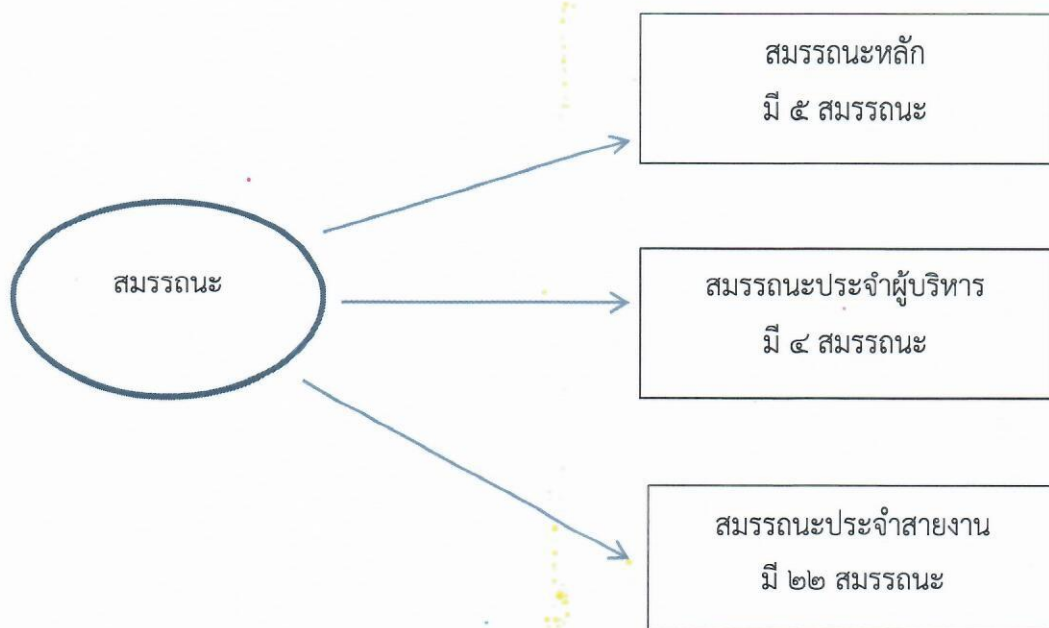 สมรรถนะหลัก
มี ๕ สมรรถนะ
สมรรถนะ
สมรรถนะประจำผู้บริหาร
มี ๔ สมรรถนะ
สมรรถนะประจำสายงาน
มี ๒๒ สมรรถนะ